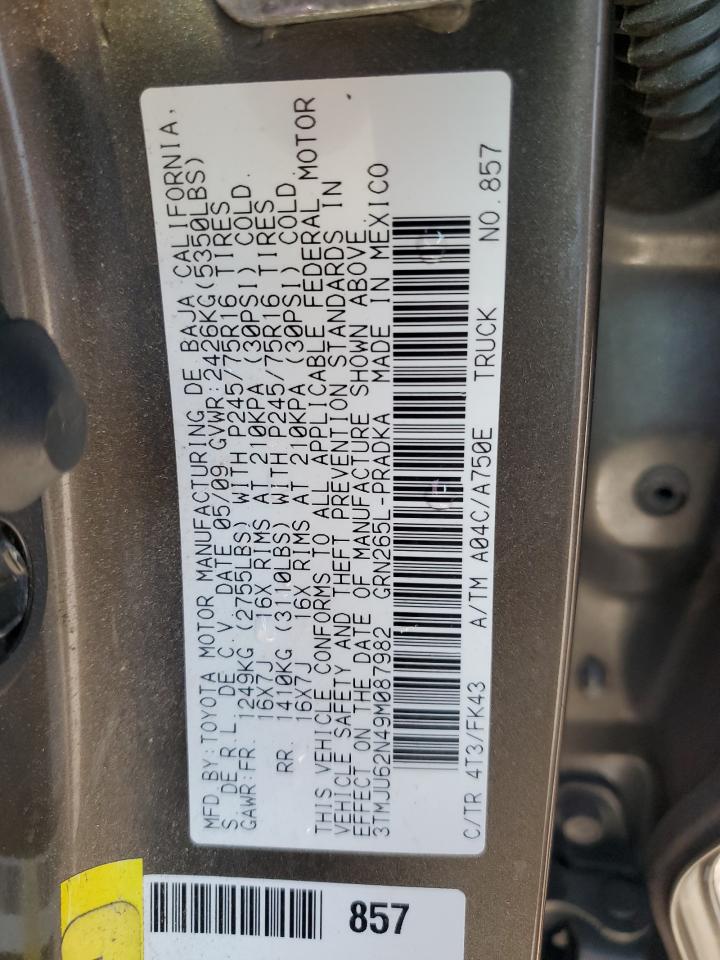 MFD BY:TOYOTA MOTOR MANUFACTURING DE BAJA CALIFORNIA,
S. DE R.L. DE C.V. DATE 05/09 GVWR:2426KG(5350LBS)
GAWR:FR. 1249KG (2755LBS) WITH P245/75R16 TIRES
16X7J 16X RIMS AT 210KPA (30PSI) COLD.
RR. 1410KG (3110LBS) WITH P245/75R16 TIRES
16X7J 16X RIMS AT 210KPA (30PSI) COLD
THIS VEHICLE CONFORMS TO ALL APPLICABLE FEDERAL MOTOR
VEHICLE SAFETY AND THEFT PREVENTION STANDARDS IN
EFFECT ON THE DATE OF MANUFACTURE SHOWN ABOVE.
3TMJU62N49M087982 GRN265L-PRADKA MADE IN MEXICO
C/TR 4T3/FK43 A/TM A04C/A750E TRUCK NO.857
857